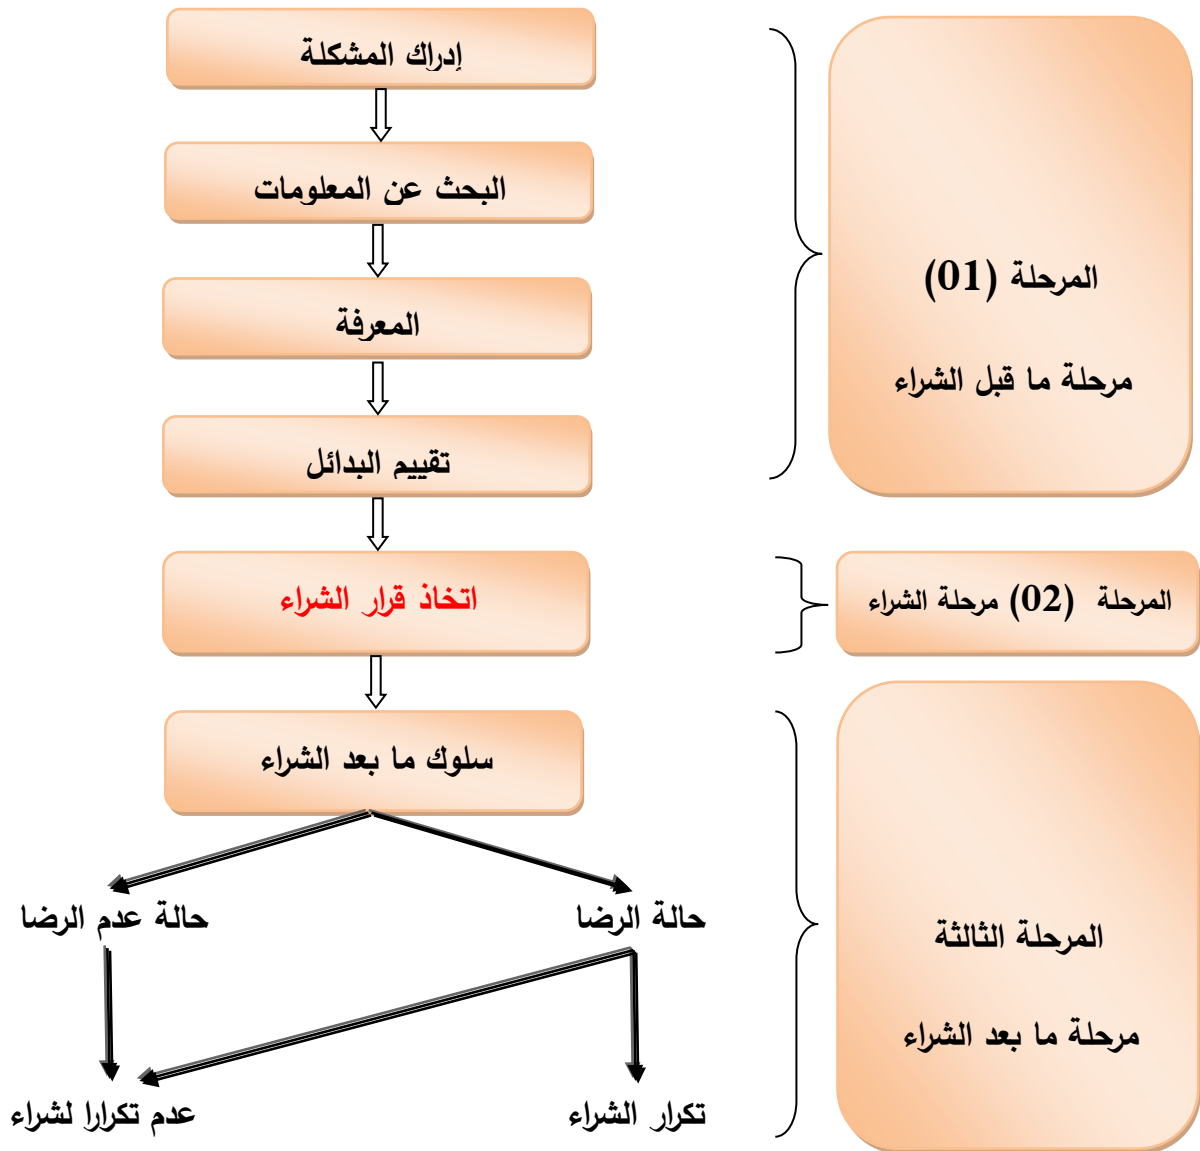 إدراك المشكلة
البحث عن المعلومات
المعرفة
تقييم البدائل
المرحلة (01)
مرحلة ما قبل الشراء
اتخاذ قرار الشراء
المرحلة (02) مرحلة الشراء
سلوك ما بعد الشراء
حالة الرضا
حالة عدم الرضا
تكرار الشراء
عدم تكرارا لشراء
المرحلة الثالثة
مرحلة ما بعد الشراء